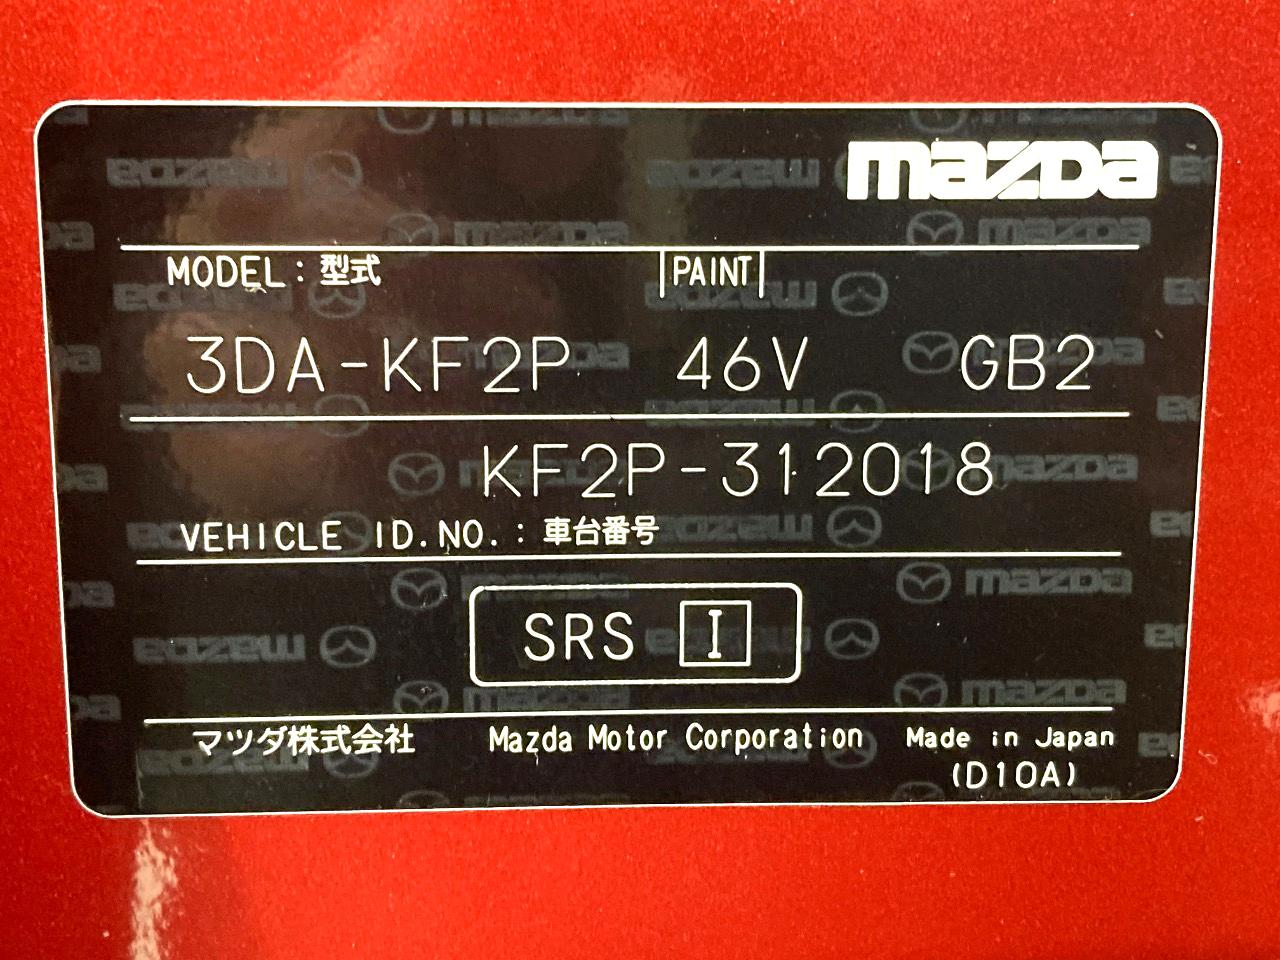 mazda
MODEL : 型式 PAINT
3DA-KF2P 46V GB2
KF2P-312018
VEHICLE ID.NO. : 車台番号
SRS I
マツダ株式会社 Mazda Motor Corporation Made in Japan
(D10A)